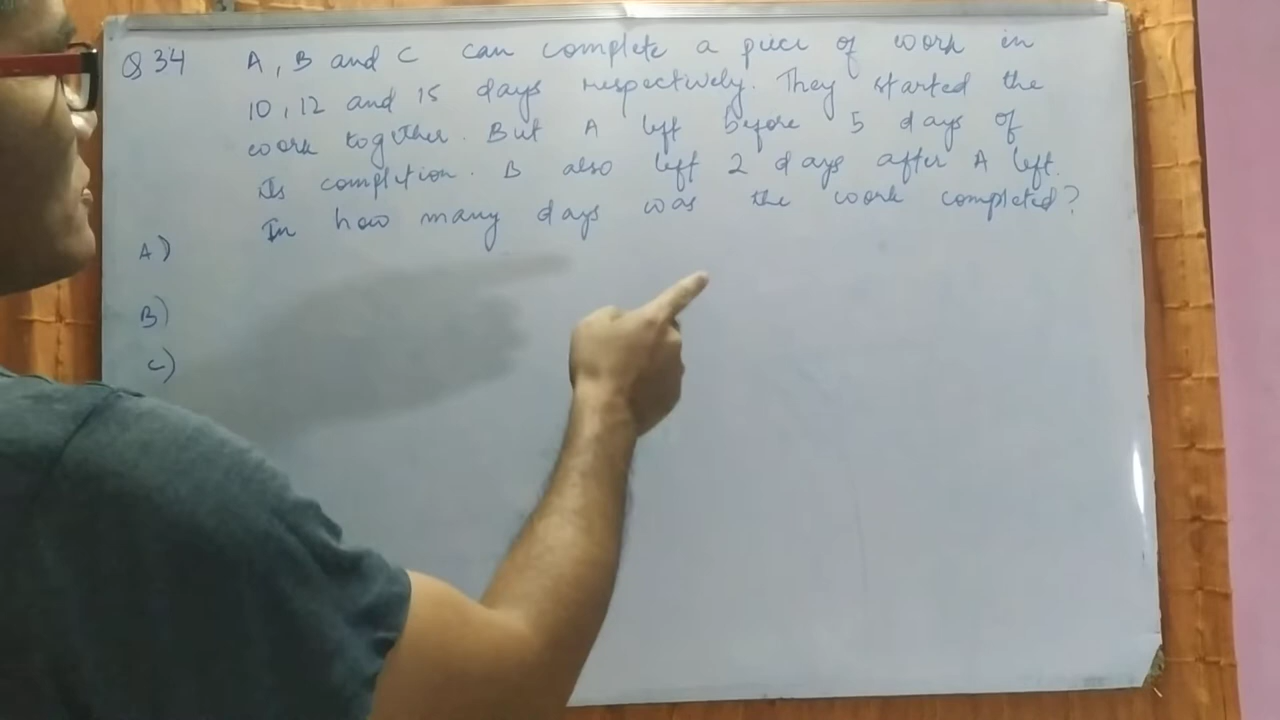 Q 34 A, B and C can complete a piece of work in
10, 12 and 15 days respectively. They started the
work together. But A left before 5 days of
its completion. B also left 2 days after A left.
In how many days was the work completed?
A)
B)
C)